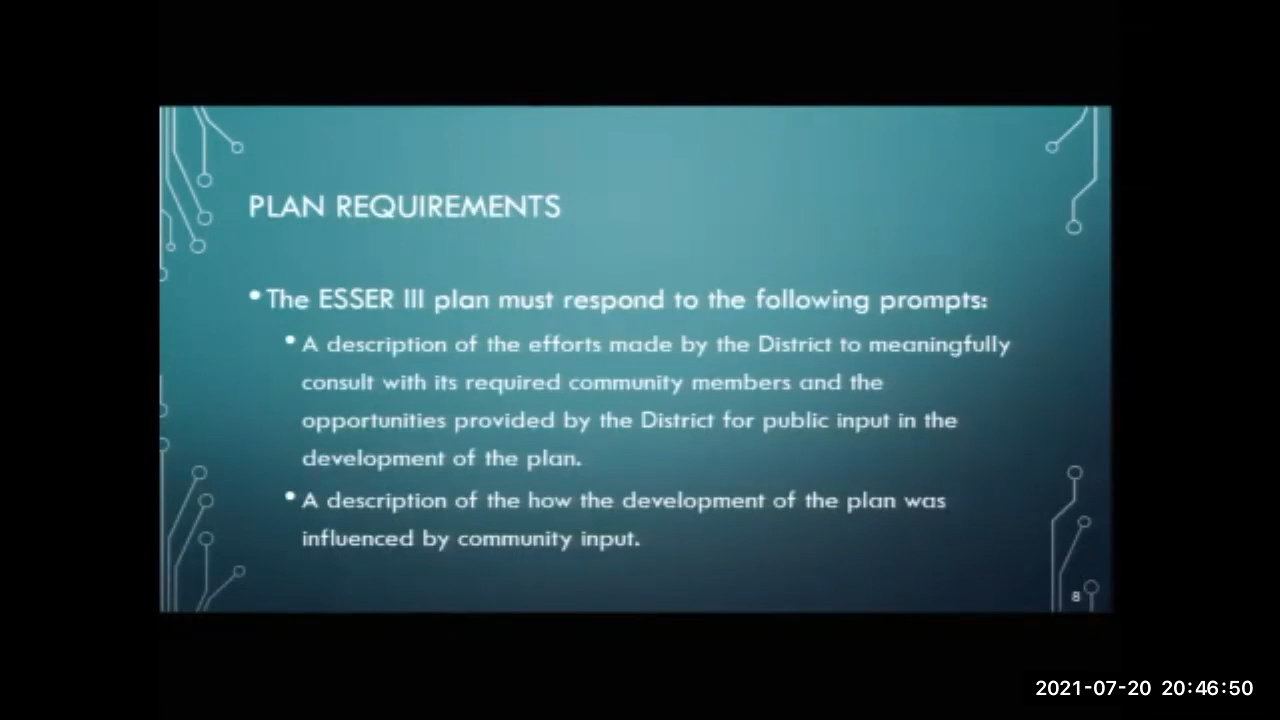 PLAN REQUIREMENTS
• The ESSER III plan must respond to the following prompts:
• A description of the efforts made by the District to meaningfully
consult with its required community members and the
opportunities provided by the District for public input in the
development of the plan.
• A description of the how the development of the plan was
influenced by community input.
8
2021-07-20 20:46:50